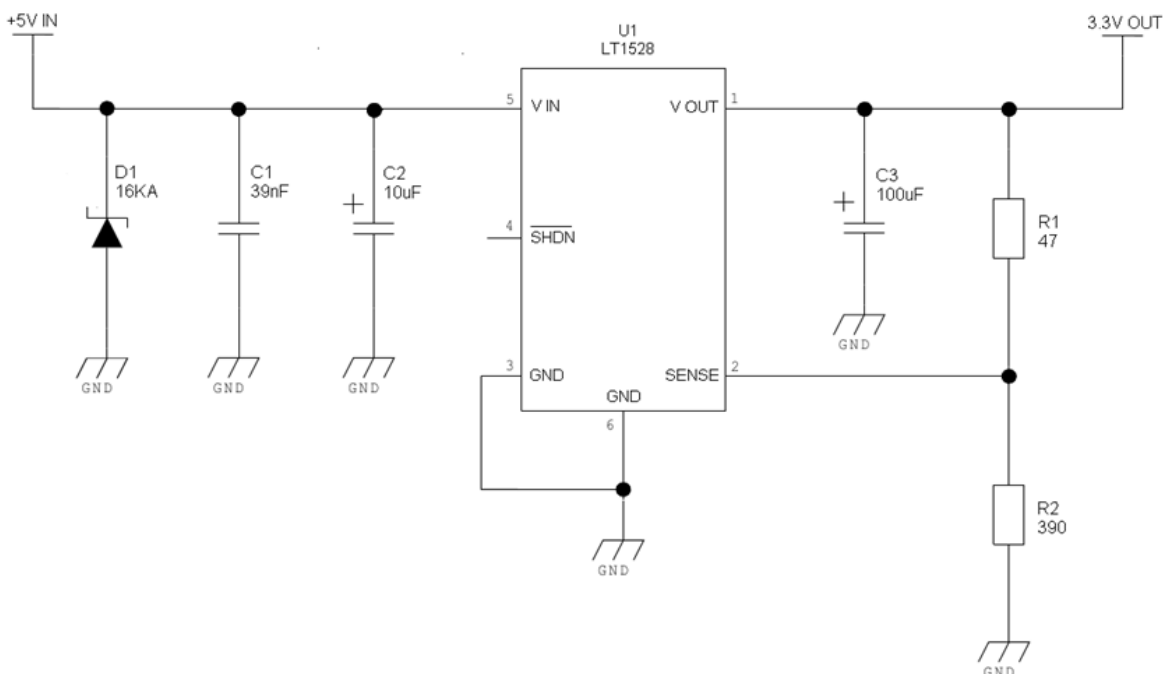 +5V IN
3.3V OUT
U1
LT1528
5
V IN
V OUT
1
D1
16KA
C1
39nF
C2
10uF
C3
100uF
R1
47
4
SHDN
GND
GND
GND
GND
3
GND
SENSE
2
GND
6
R2
390
GND
GND